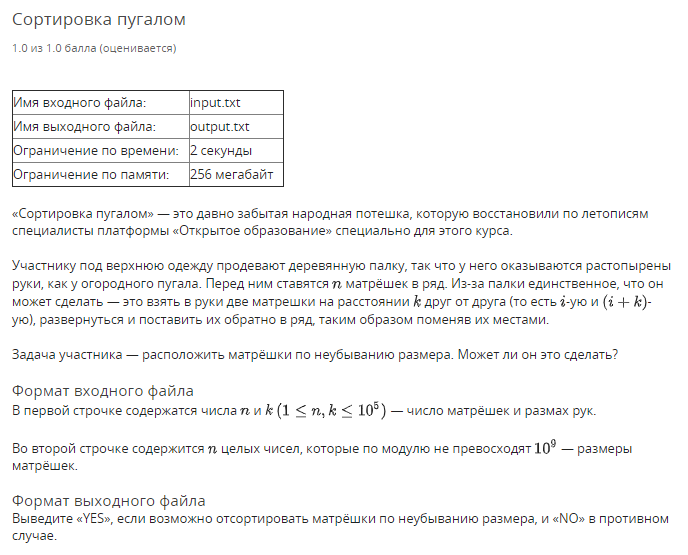 Сортировка пугалом
1.0 из 1.0 балла (оценивается)
Имя входного файла: input.txt
Имя выходного файла: output.txt
Ограничение по времени: 2 секунды
Ограничение по памяти: 256 мегабайт
«Сортировка пугалом» — это давно забытая народная потешка, которую восстановили по летописям
специалисты платформы «Открытое образование» специально для этого курса.
Участнику под верхнюю одежду продевают деревянную палку, так что у него оказываются растопырены
руки, как у огородного пугала. Перед ним ставятся n матрёшек в ряд. Из-за палки единственное, что он
может сделать — это взять в руки две матрешки на расстоянии k друг от друга (то есть i-ую и (i + k)-
ую), развернуться и поставить их обратно в ряд, таким образом поменяв их местами.
Задача участника — расположить матрёшки по неубыванию размера. Может ли он это сделать?
Формат входного файла
В первой строчке содержатся числа n и k (1 ≤ n, k ≤ 10⁵) — число матрёшек и размах рук.
Во второй строчке содержится n целых чисел, которые по модулю не превосходят 10⁹ — размеры
матрёшек.
Формат выходного файла
Выведите «YES», если возможно отсортировать матрёшки по неубыванию размера, и «NO» в противном
случае.